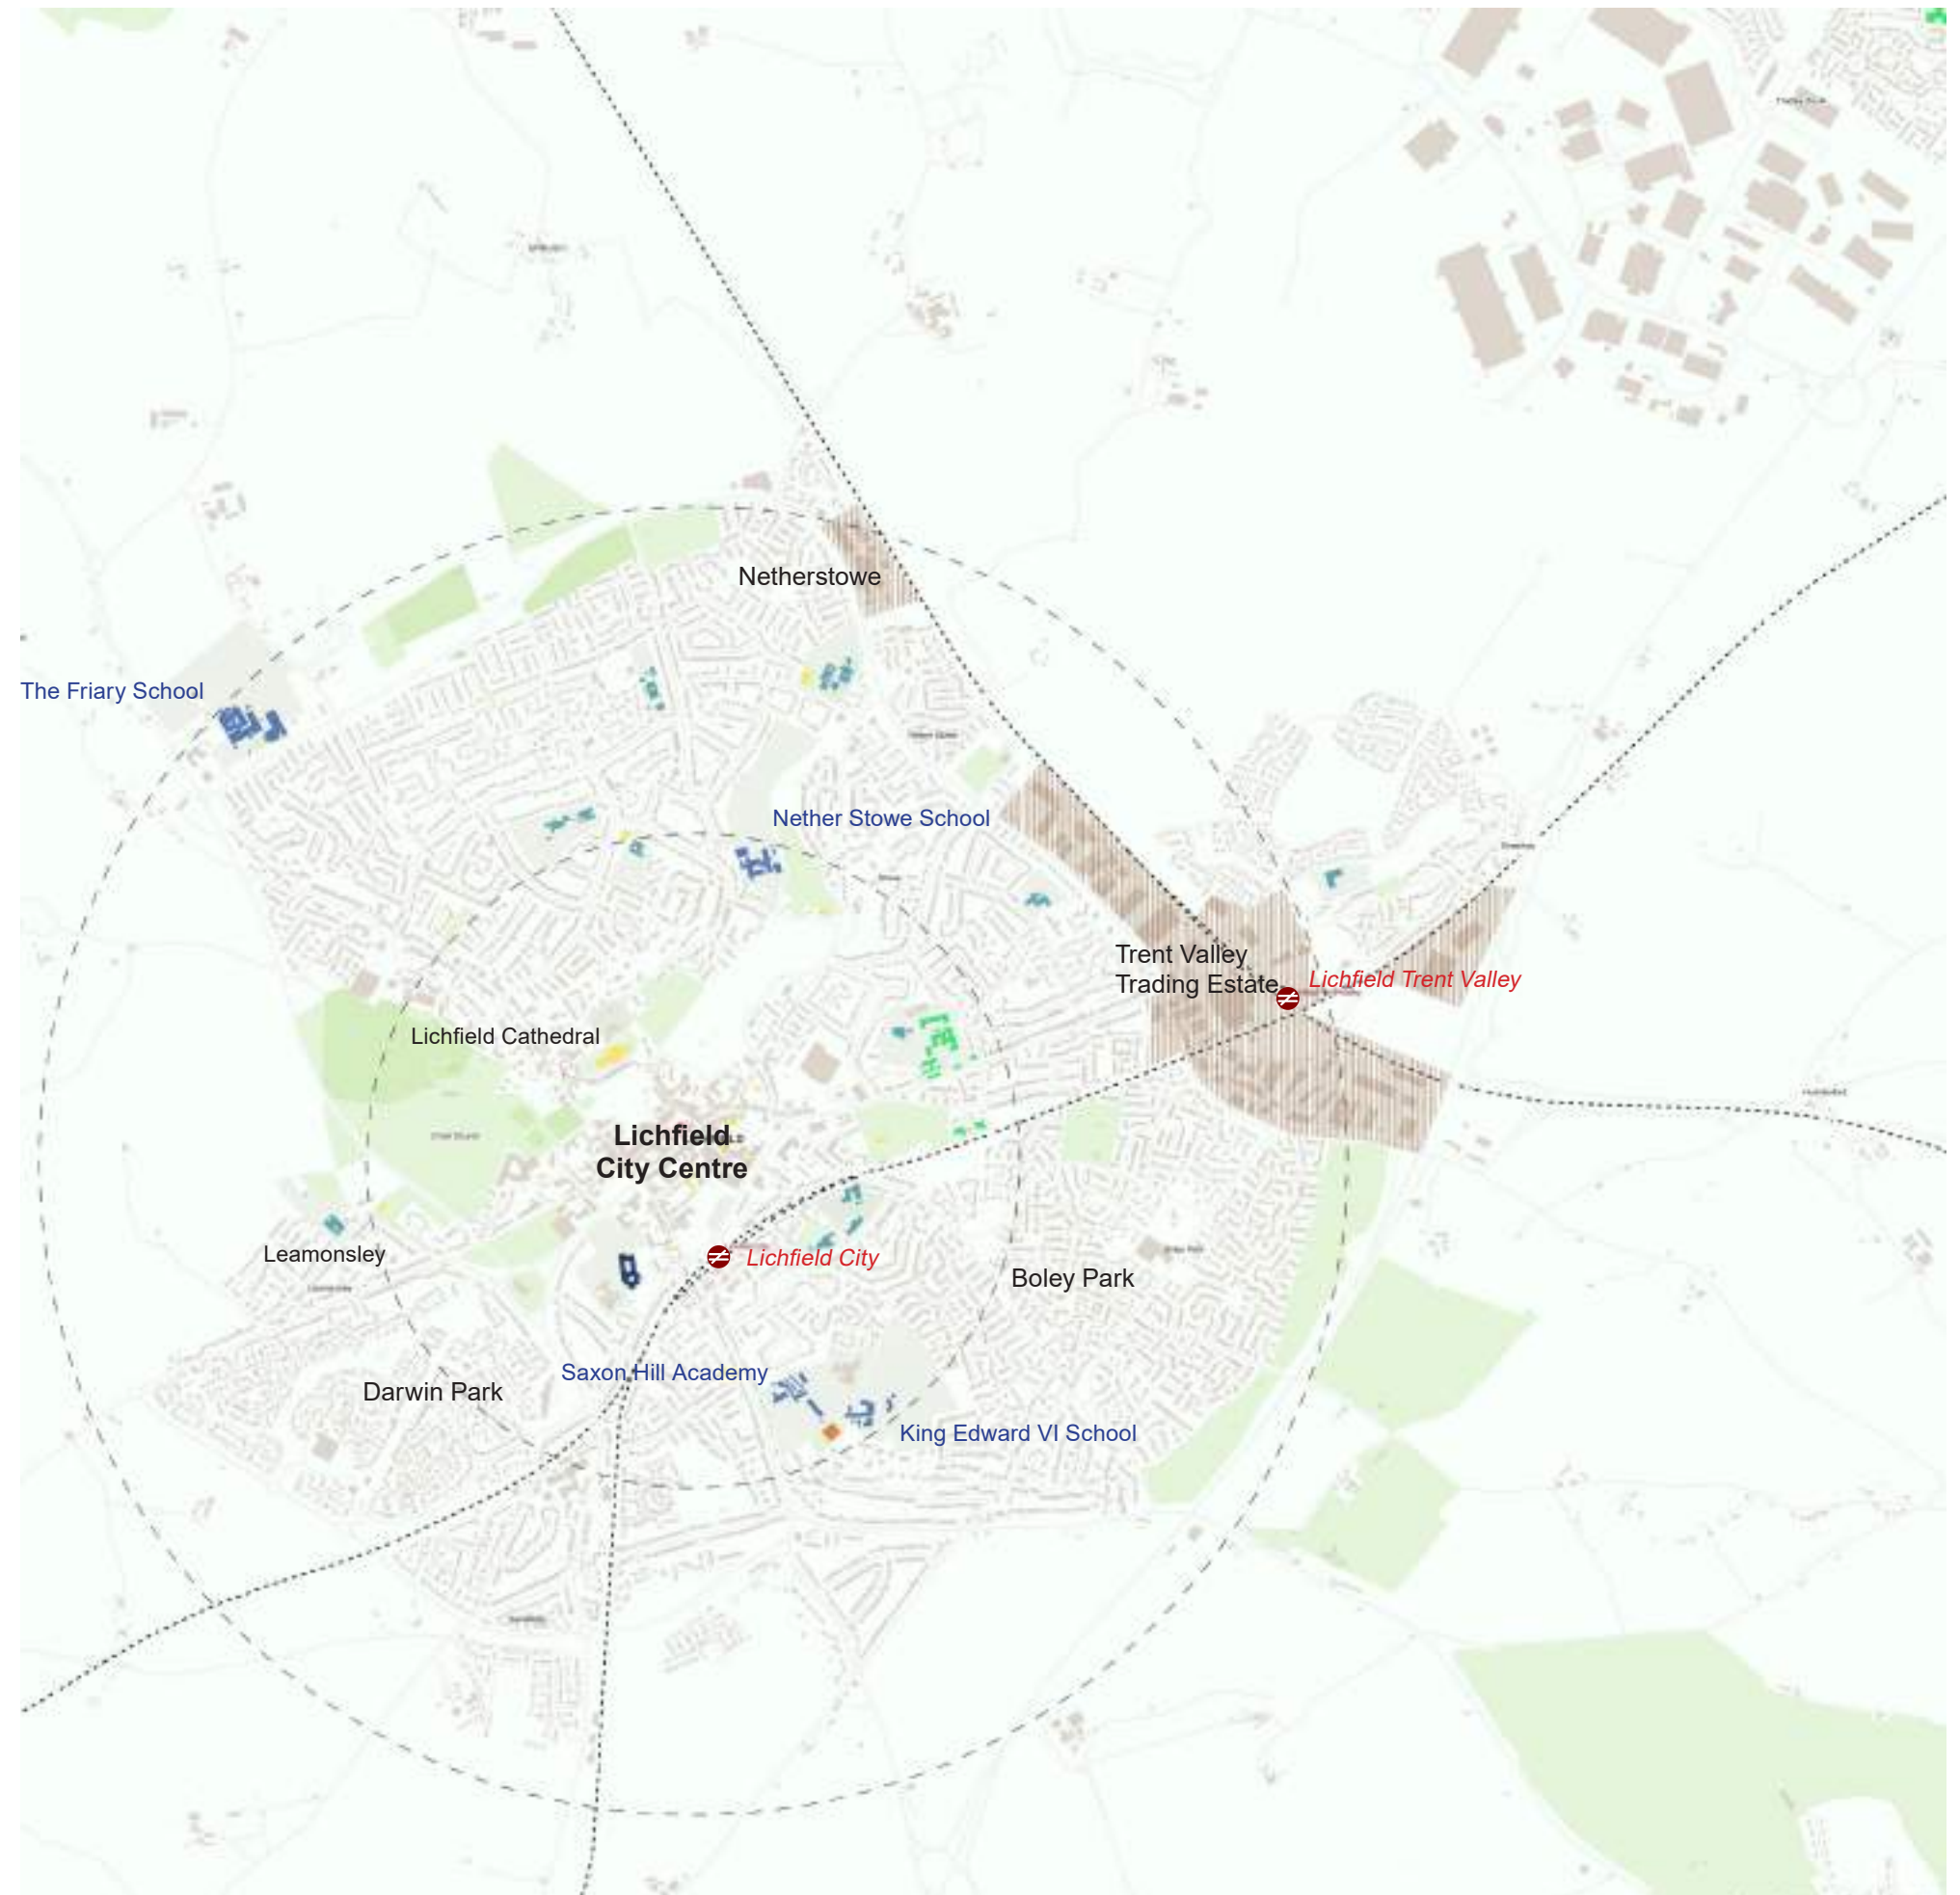 Netherstowe
The Friary School
Nether Stowe School
Trent Valley
Trading Estate
Lichfield Trent Valley
Lichfield Cathedral
Lichfield
City Centre
Leamonsley
Lichfield City
Boley Park
Saxon Hill Academy
Darwin Park
King Edward VI School